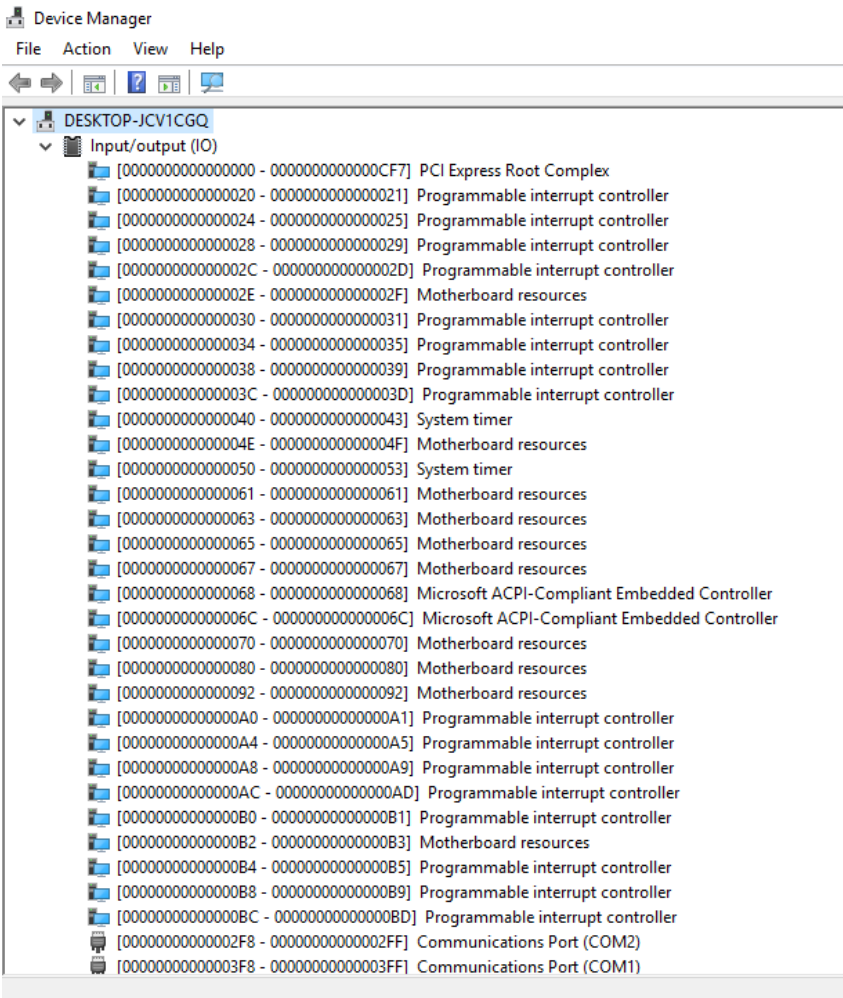 Device Manager
File Action View Help
DESKTOP-JCV1CGQ
Input/output (IO)
[0000000000000000 - 0000000000000CF7] PCI Express Root Complex
[0000000000000020 - 0000000000000021] Programmable interrupt controller
[0000000000000024 - 0000000000000025] Programmable interrupt controller
[0000000000000028 - 0000000000000029] Programmable interrupt controller
[000000000000002C - 000000000000002D] Programmable interrupt controller
[000000000000002E - 000000000000002F] Motherboard resources
[0000000000000030 - 0000000000000031] Programmable interrupt controller
[0000000000000034 - 0000000000000035] Programmable interrupt controller
[0000000000000038 - 0000000000000039] Programmable interrupt controller
[000000000000003C - 000000000000003D] Programmable interrupt controller
[0000000000000040 - 0000000000000043] System timer
[000000000000004E - 000000000000004F] Motherboard resources
[0000000000000050 - 0000000000000053] System timer
[0000000000000061 - 0000000000000061] Motherboard resources
[0000000000000063 - 0000000000000063] Motherboard resources
[0000000000000065 - 0000000000000065] Motherboard resources
[0000000000000067 - 0000000000000067] Motherboard resources
[0000000000000068 - 0000000000000068] Microsoft ACPI-Compliant Embedded Controller
[000000000000006C - 000000000000006C] Microsoft ACPI-Compliant Embedded Controller
[0000000000000070 - 0000000000000070] Motherboard resources
[0000000000000080 - 0000000000000080] Motherboard resources
[0000000000000092 - 0000000000000092] Motherboard resources
[00000000000000A0 - 00000000000000A1] Programmable interrupt controller
[00000000000000A4 - 00000000000000A5] Programmable interrupt controller
[00000000000000A8 - 00000000000000A9] Programmable interrupt controller
[00000000000000AC - 00000000000000AD] Programmable interrupt controller
[00000000000000B0 - 00000000000000B1] Programmable interrupt controller
[00000000000000B2 - 00000000000000B3] Motherboard resources
[00000000000000B4 - 00000000000000B5] Programmable interrupt controller
[00000000000000B8 - 00000000000000B9] Programmable interrupt controller
[00000000000000BC - 00000000000000BD] Programmable interrupt controller
[00000000000002F8 - 00000000000002FF] Communications Port (COM2)
[00000000000003F8 - 00000000000003FF] Communications Port (COM1)